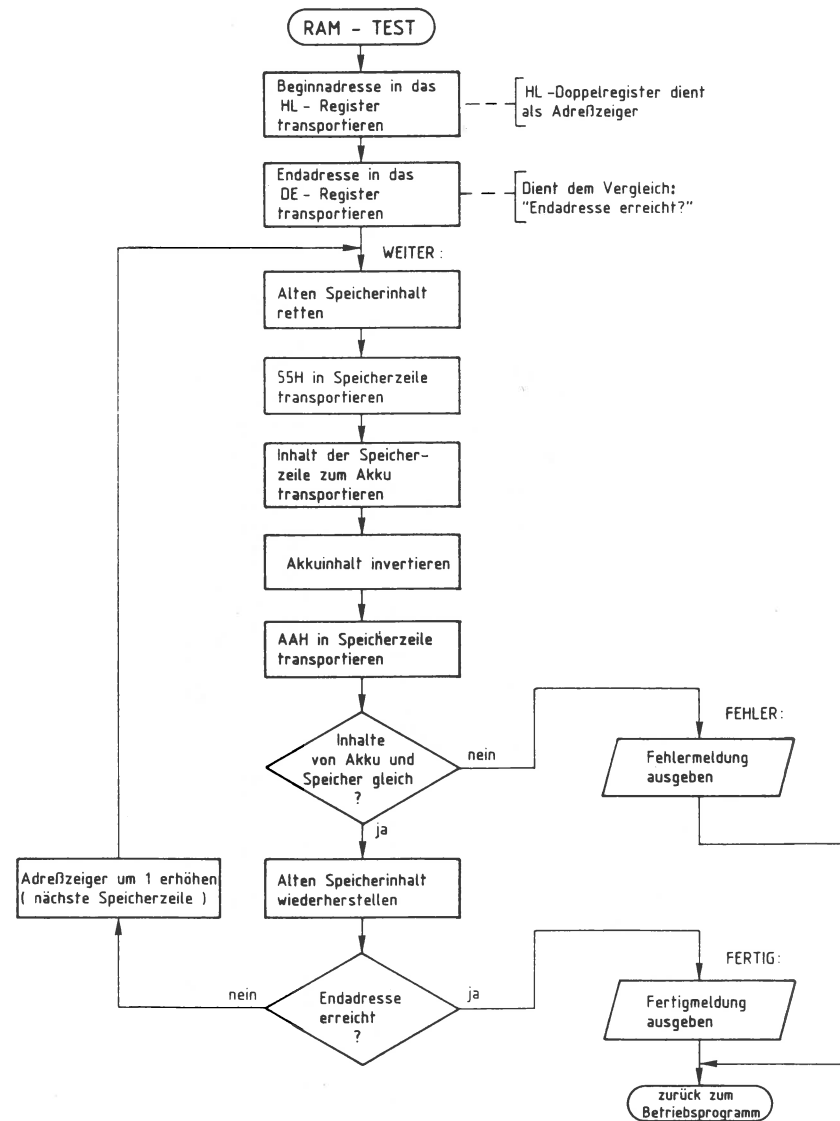 RAM - TEST
Beginnadresse in das
HL - Register
transportieren
HL-Doppelregister dient
als Adreßzeiger
Endadresse in das
DE - Register
transportieren
Dient dem Vergleich:
"Endadresse erreicht?"
WEITER:
Alten Speicherinhalt
retten
55H in Speicherzeile
transportieren
Inhalt der Speicher-
zeile zum Akku
transportieren
Akkuinhalt invertieren
AAH in Speicherzeile
transportieren
Inhalte
von Akku und
Speicher gleich
?
nein
ja
FEHLER:
Fehlermeldung
ausgeben
Adreßzeiger um 1 erhöhen
( nächste Speicherzeile )
Alten Speicherinhalt
wiederherstellen
Endadresse
erreicht
?
nein
ja
FERTIG:
Fertigmeldung
ausgeben
zurück zum
Betriebsprogramm